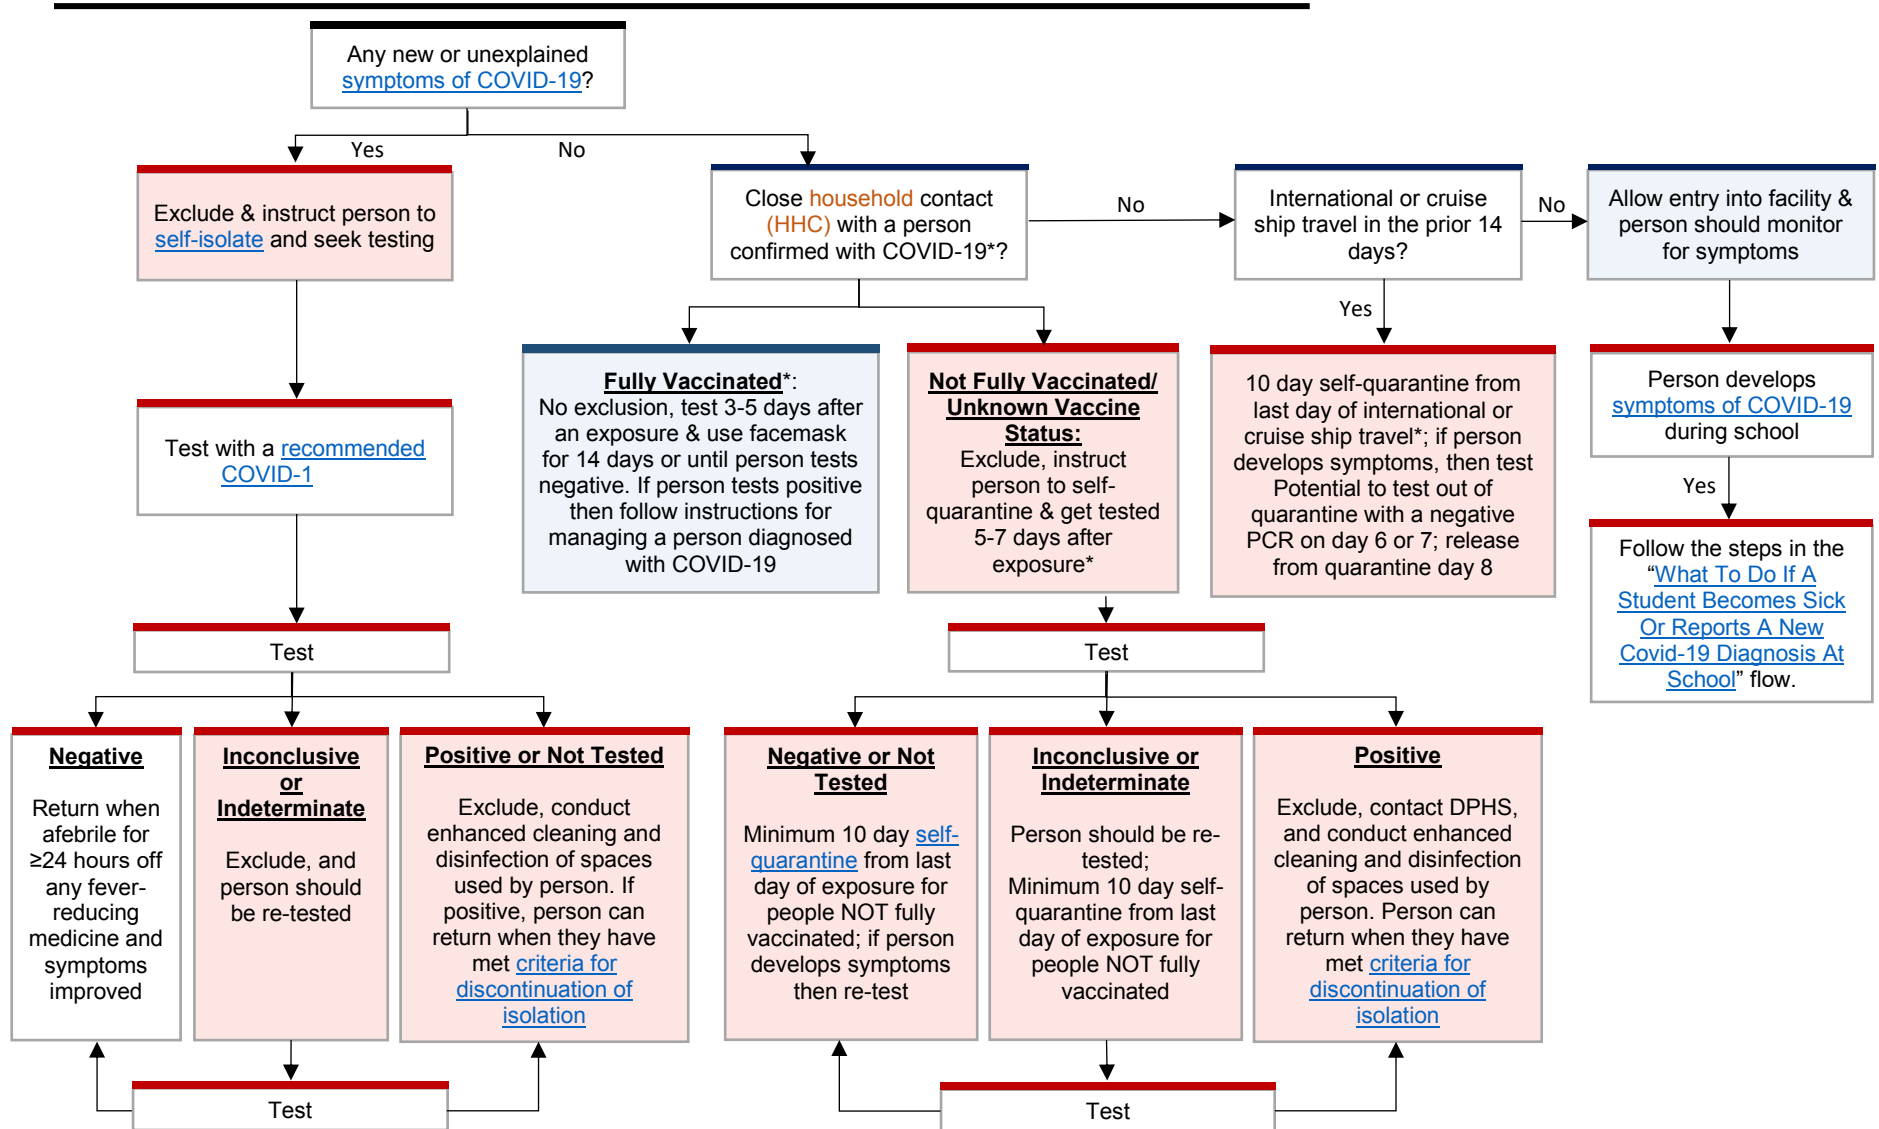 Any new or unexplained
symptoms of COVID-19?
Yes
No
Exclude & instruct person to
self-isolate and seek testing
Close household contact
(HHC) with a person
confirmed with COVID-19*?
No
International or cruise
ship travel in the prior 14
days?
No
Allow entry into facility &
person should monitor
for symptoms
Yes
Test with a recommended
COVID-1
Fully Vaccinated*:
No exclusion, test 3-5 days after
an exposure & use facemask
for 14 days or until person tests
negative. If person tests positive
then follow instructions for
managing a person diagnosed
with COVID-19
Not Fully Vaccinated/
Unknown Vaccine
Status:
Exclude, instruct
person to self-
quarantine & get tested
5-7 days after
exposure*
10 day self-quarantine from
last day of international or
cruise ship travel*; if person
develops symptoms, then test
Potential to test out of
quarantine with a negative
PCR on day 6 or 7; release
from quarantine day 8
Person develops
symptoms of COVID-19
during school
Yes
Follow the steps in the
“What To Do If A
Student Becomes Sick
Or Reports A New
Covid-19 Diagnosis At
School” flow.
Test
Test
Negative
Return when
afebrile for
≥24 hours off
any fever-
reducing
medicine and
symptoms
improved
Inconclusive
or
Indeterminate
Exclude, and
person should
be re-tested
Positive or Not Tested
Exclude, conduct
enhanced cleaning and
disinfection of spaces
used by person. If
positive, person can
return when they have
met criteria for
discontinuation of
isolation
Negative or Not
Tested
Minimum 10 day self-
quarantine from last
day of exposure for
people NOT fully
vaccinated; if person
develops symptoms
then re-test
Inconclusive or
Indeterminate
Person should be re-
tested;
Minimum 10 day self-
quarantine from last
day of exposure for
people NOT fully
vaccinated
Positive
Exclude, contact DPHS,
and conduct enhanced
cleaning and disinfection
of spaces used by
person. Person can
return when they have
met criteria for
discontinuation of
isolation
Test
Test